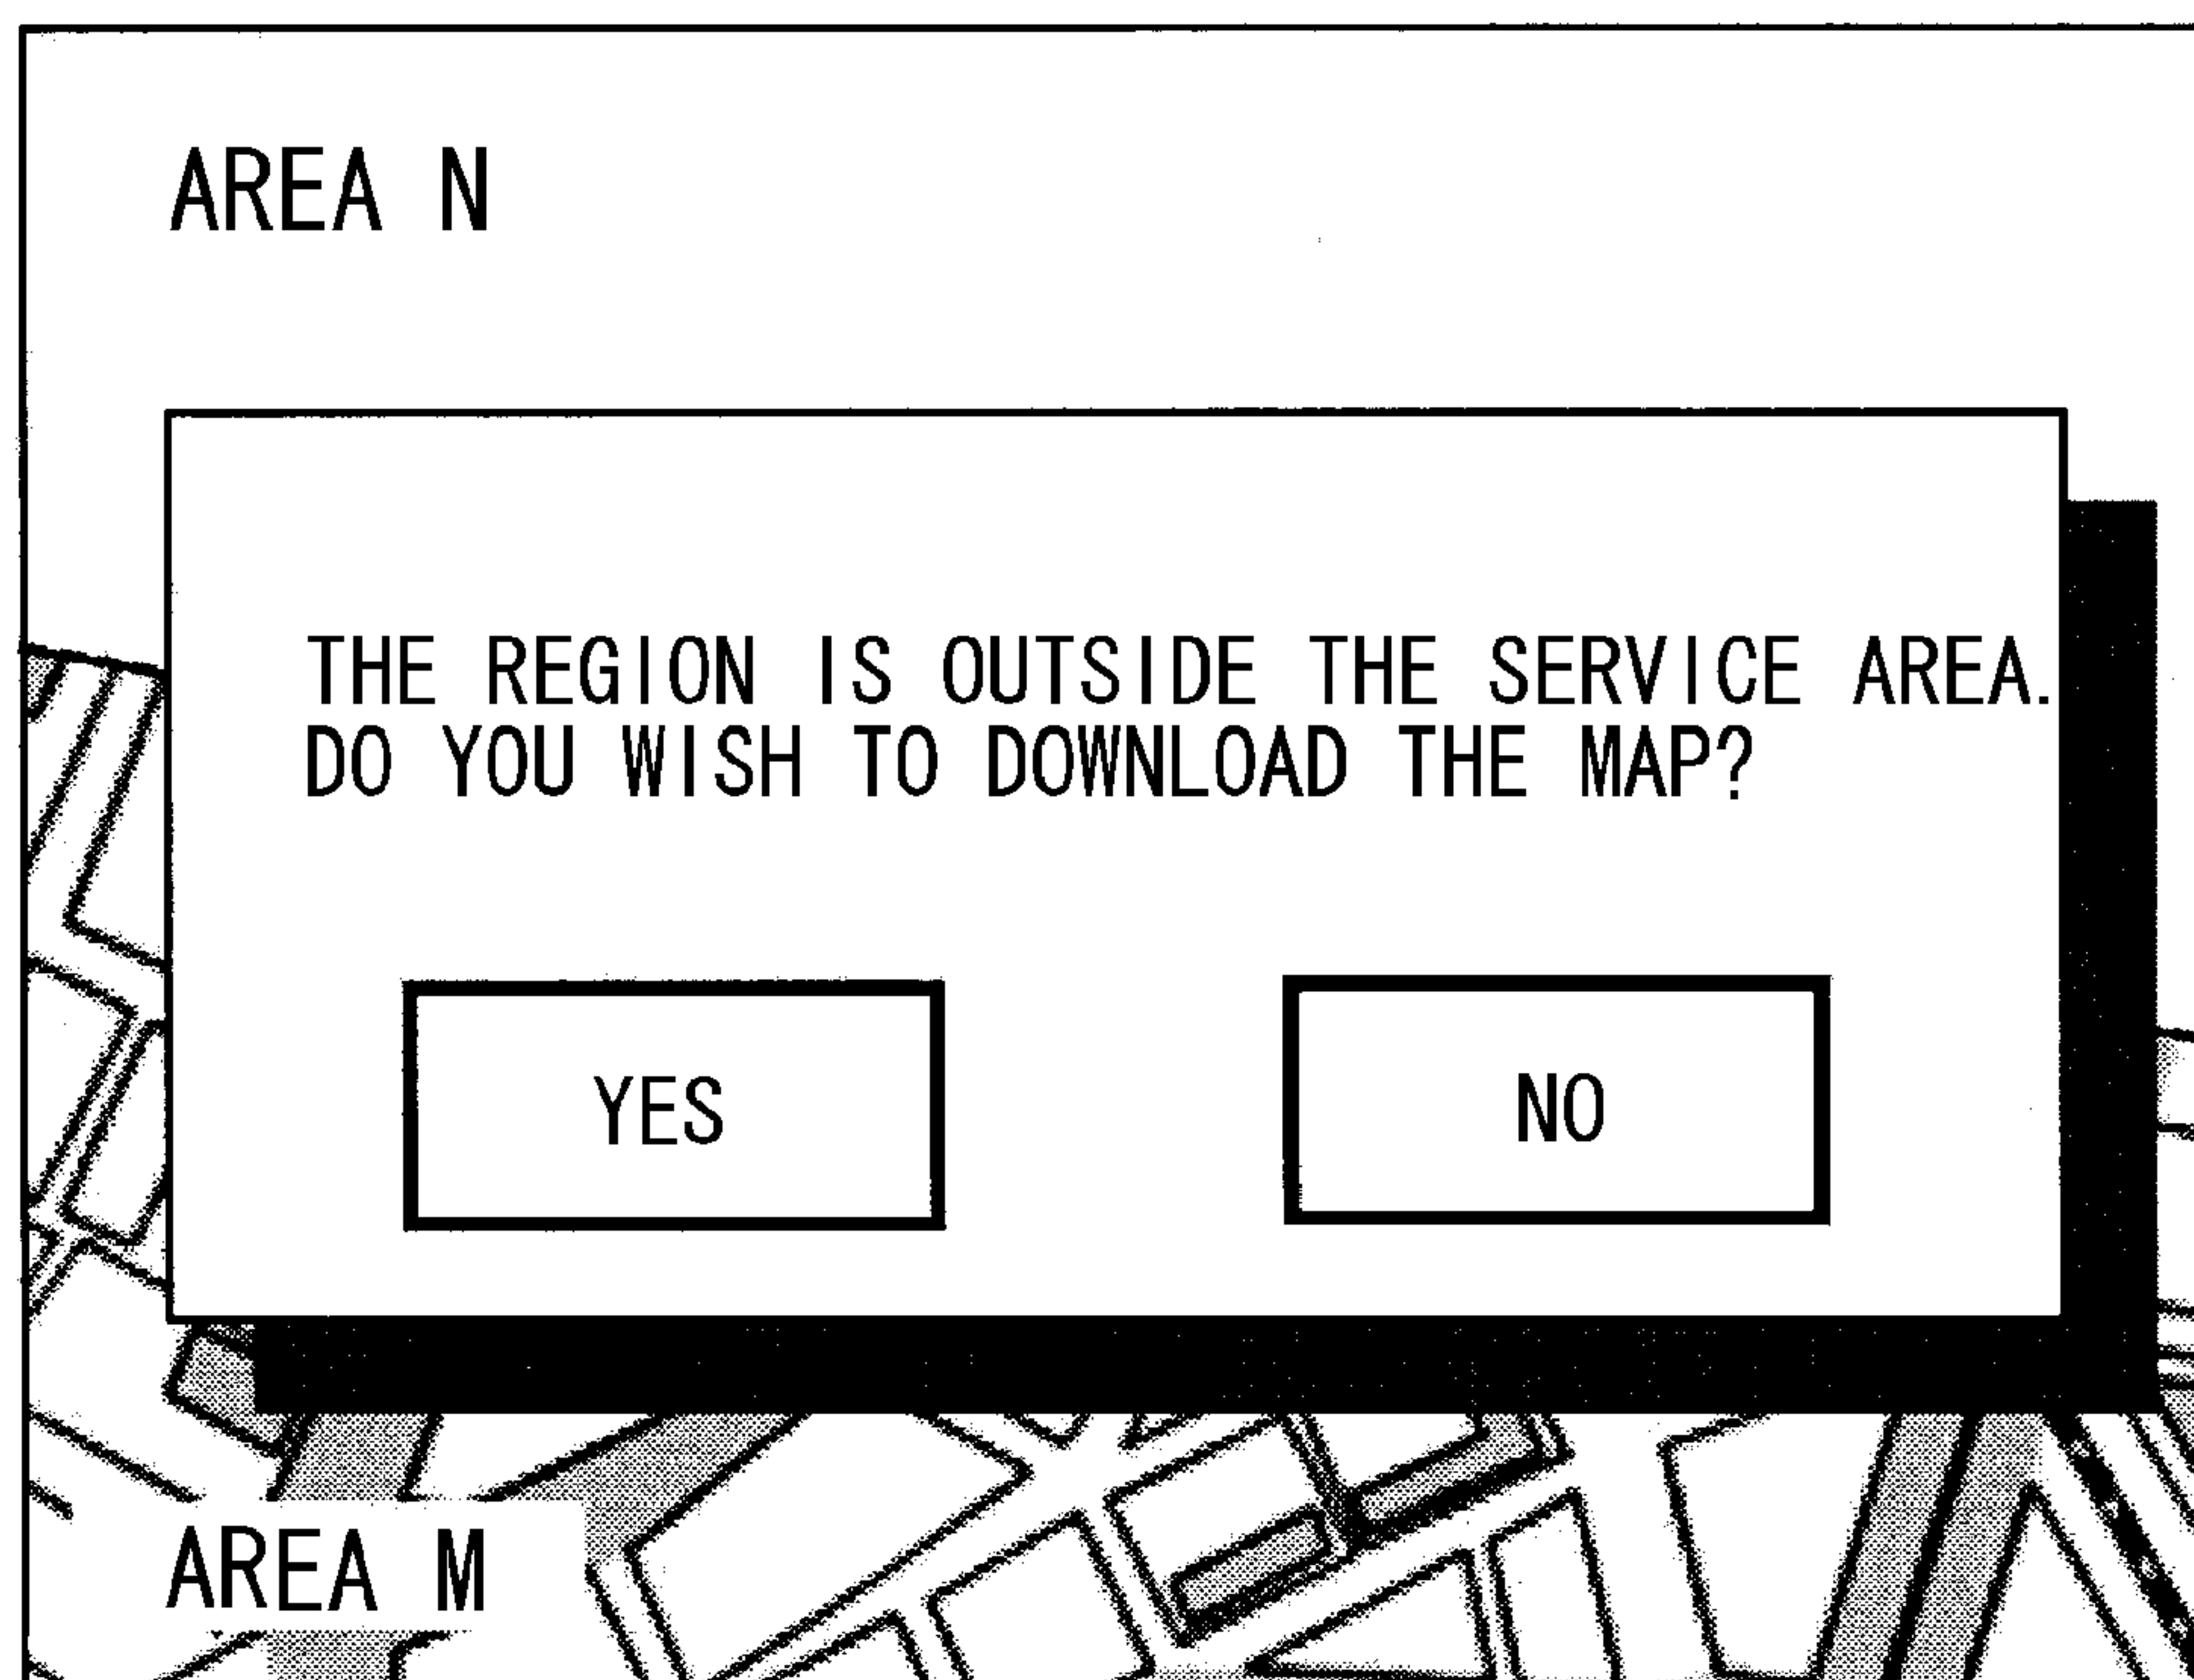 AREA N
THE REGION IS OUTSIDE THE SERVICE AREA.
DO YOU WISH TO DOWNLOAD THE MAP?
YES
NO
AREA M